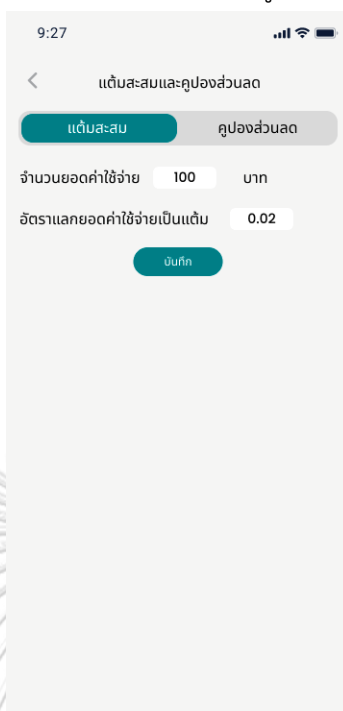 9:27
แต้มสะสมและคูปองส่วนลด
แต้มสะสม คูปองส่วนลด
จำนวนยอดค่าใช้จ่าย 100 บาท
อัตราแลกยอดค่าใช้จ่ายเป็นแต้ม 0.02
บันทึก